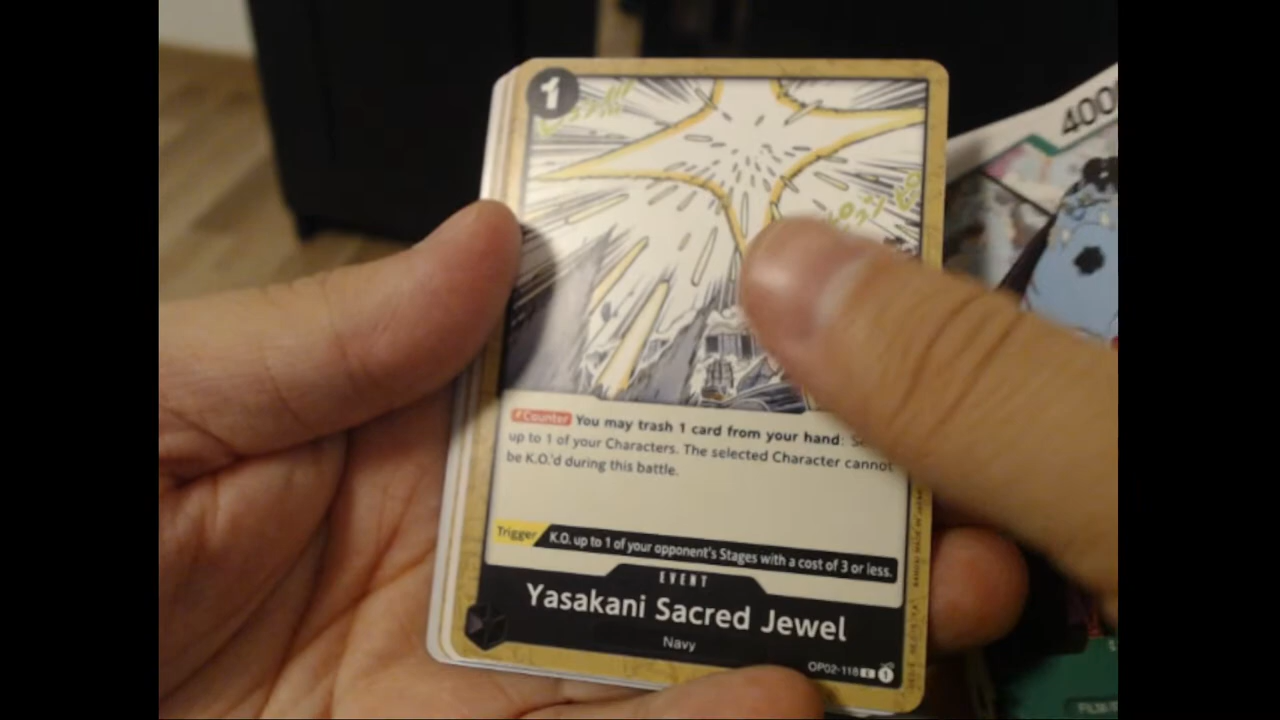 1
400
#Counter You may trash 1 card from your hand:
up to 1 of your Characters. The selected Character cannot
be K.O.'d during this battle.
Trigger K.O. up to 1 of your opponent's Stages with a cost of 3 or less.
EVENT
Yasakani Sacred Jewel
Navy
OP02-118 1